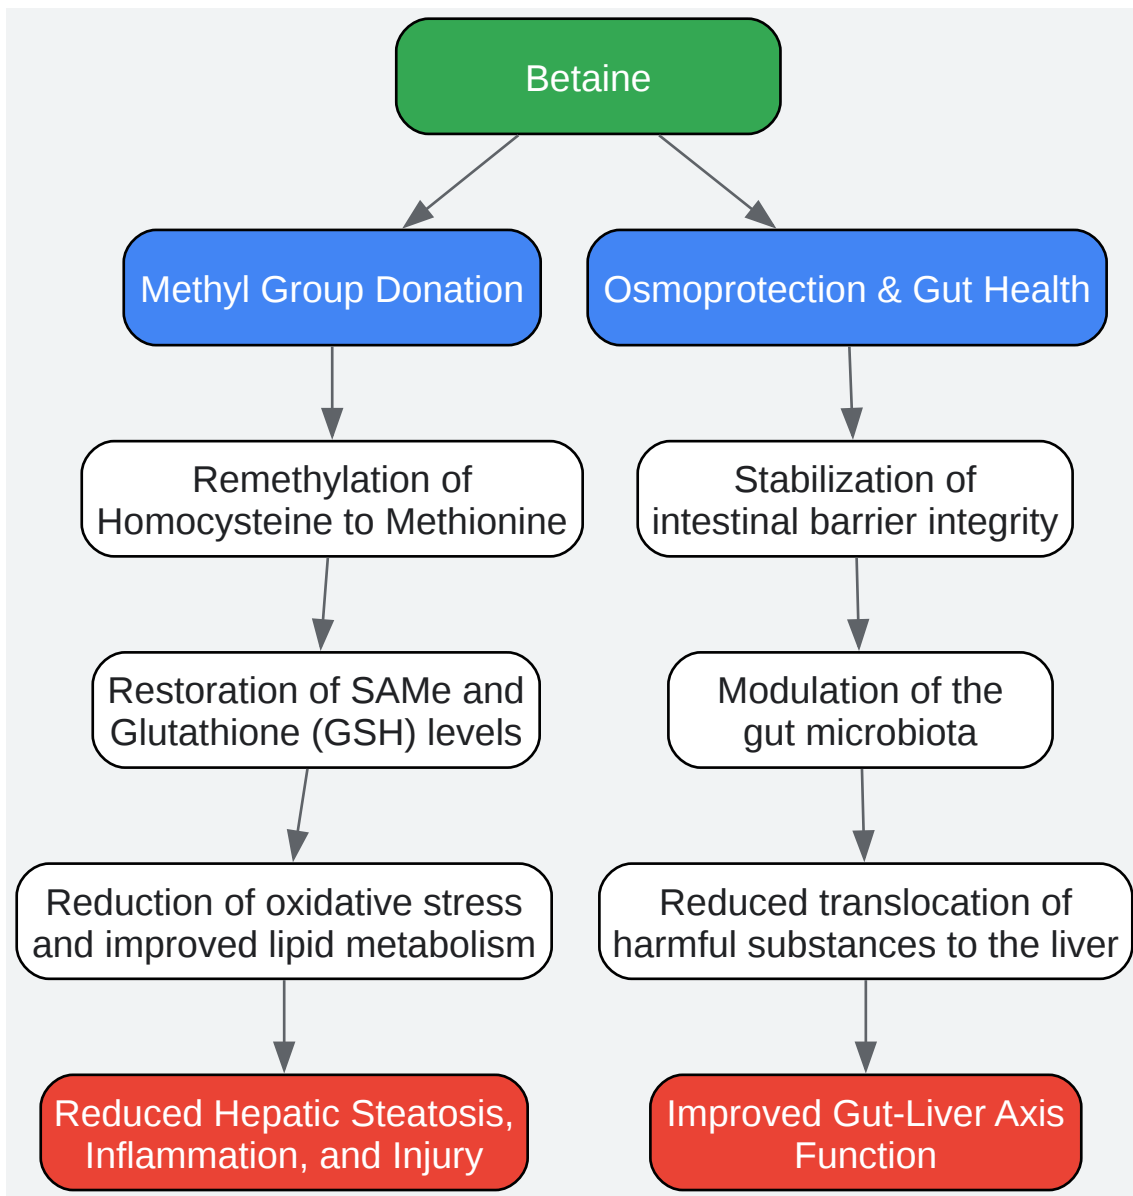 Betaine
Methyl Group Donation
Osmoprotection & Gut Health
Remethylation of
Homocysteine to Methionine
Stabilization of
intestinal barrier integrity
Restoration of SAMe and
Glutathione (GSH) levels
Modulation of the
gut microbiota
Reduction of oxidative stress
and improved lipid metabolism
Reduced translocation of
harmful substances to the liver
Reduced Hepatic Steatosis,
Inflammation, and Injury
Improved Gut-Liver Axis
Function